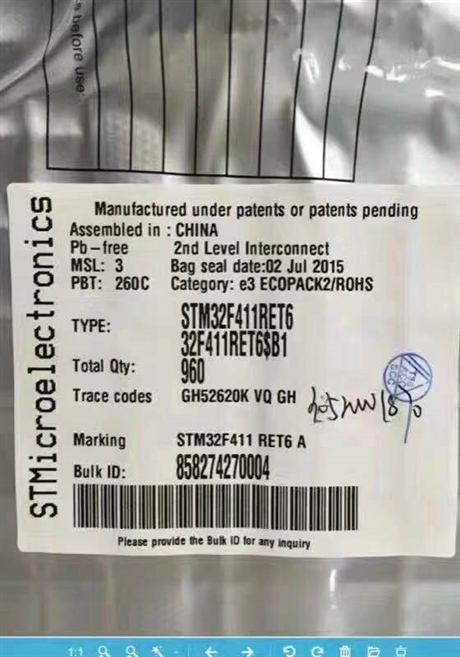 before use:
STMicroelectronics
Manufactured under patents or patents pending
Assembled in : CHINA
Pb-free 2nd Level Interconnect
MSL: 3 Bag seal date:02 Jul 2015
PBT: 260C Category: e3 ECOPACK2/ROHS
TYPE: STM32F411RET6
32F411RET6$B1
Total Qty: 960
Trace codes GH52620K VQ GH
Marking STM32F411 RET6 A
Bulk ID: 858274270004
Please provide the Bulk ID for any inquiry
1:1